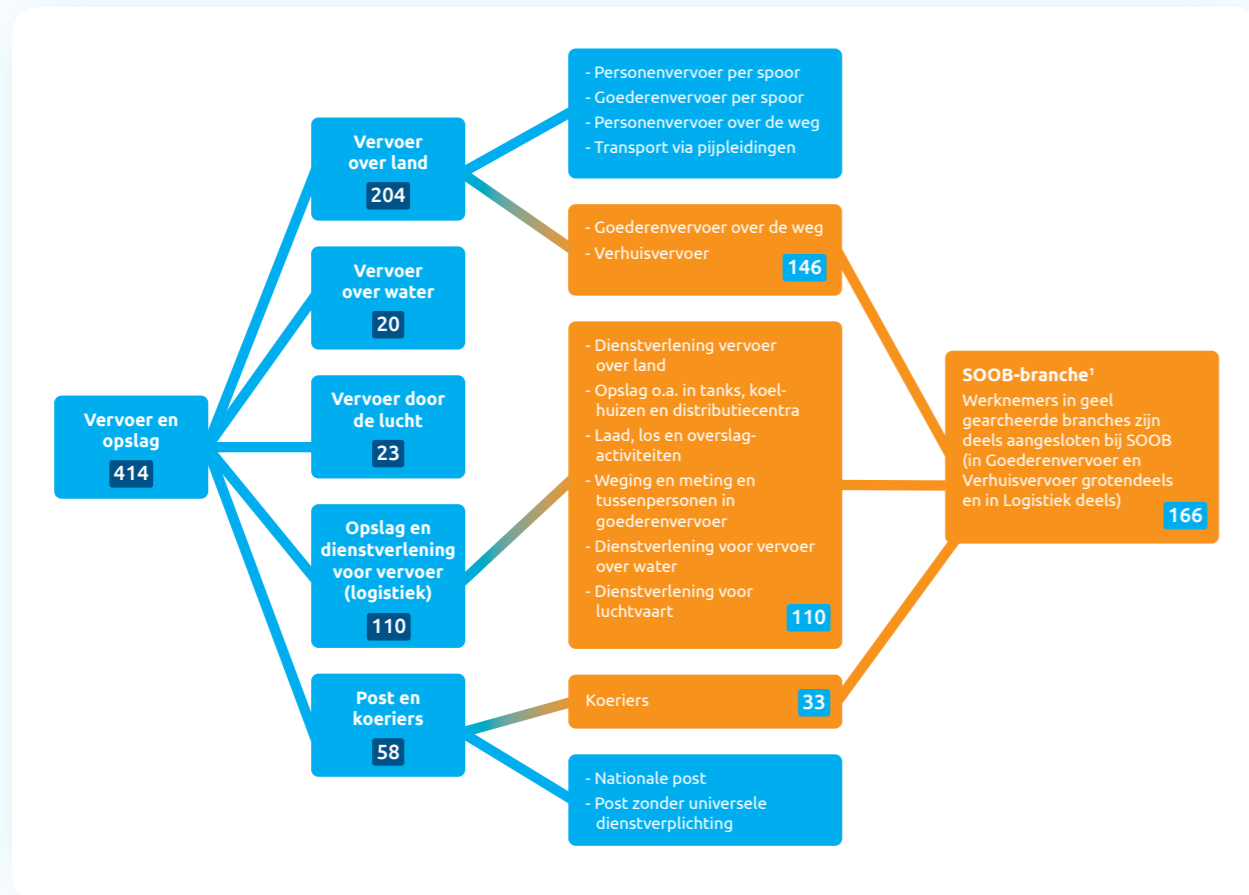 Vervoer en
opslag
414
Vervoer
over land
204
Vervoer
over water
20
Vervoer door
de lucht
23
Opslag en
dienstverlening
voor vervoer
(logistiek)
110
Post en
koeriers
58
- Personenvervoer per spoor
- Goederenvervoer per spoor
- Personenvervoer over de weg
- Transport via pijpleidingen
- Goederenvervoer over de weg
- Verhuisvervoer
146
- Dienstverlening vervoer
over land
- Opslag o.a. in tanks, koel-
huizen en distributiecentra
- Laad, los en overslag-
activiteiten
- Weging en meting en
tussenpersonen in
goederenvervoer
- Dienstverlening voor vervoer
over water
- Dienstverlening voor
luchtvaart
110
Koeriers
33
- Nationale post
- Post zonder universele
dienstverplichting
SOOB-branche¹
Werknemers in geel
gearcheerde branches zijn
deels aangesloten bij SOOB
(in Goederenvervoer en
Verhuisvervoer grotendeels
en in Logistiek deels)
166